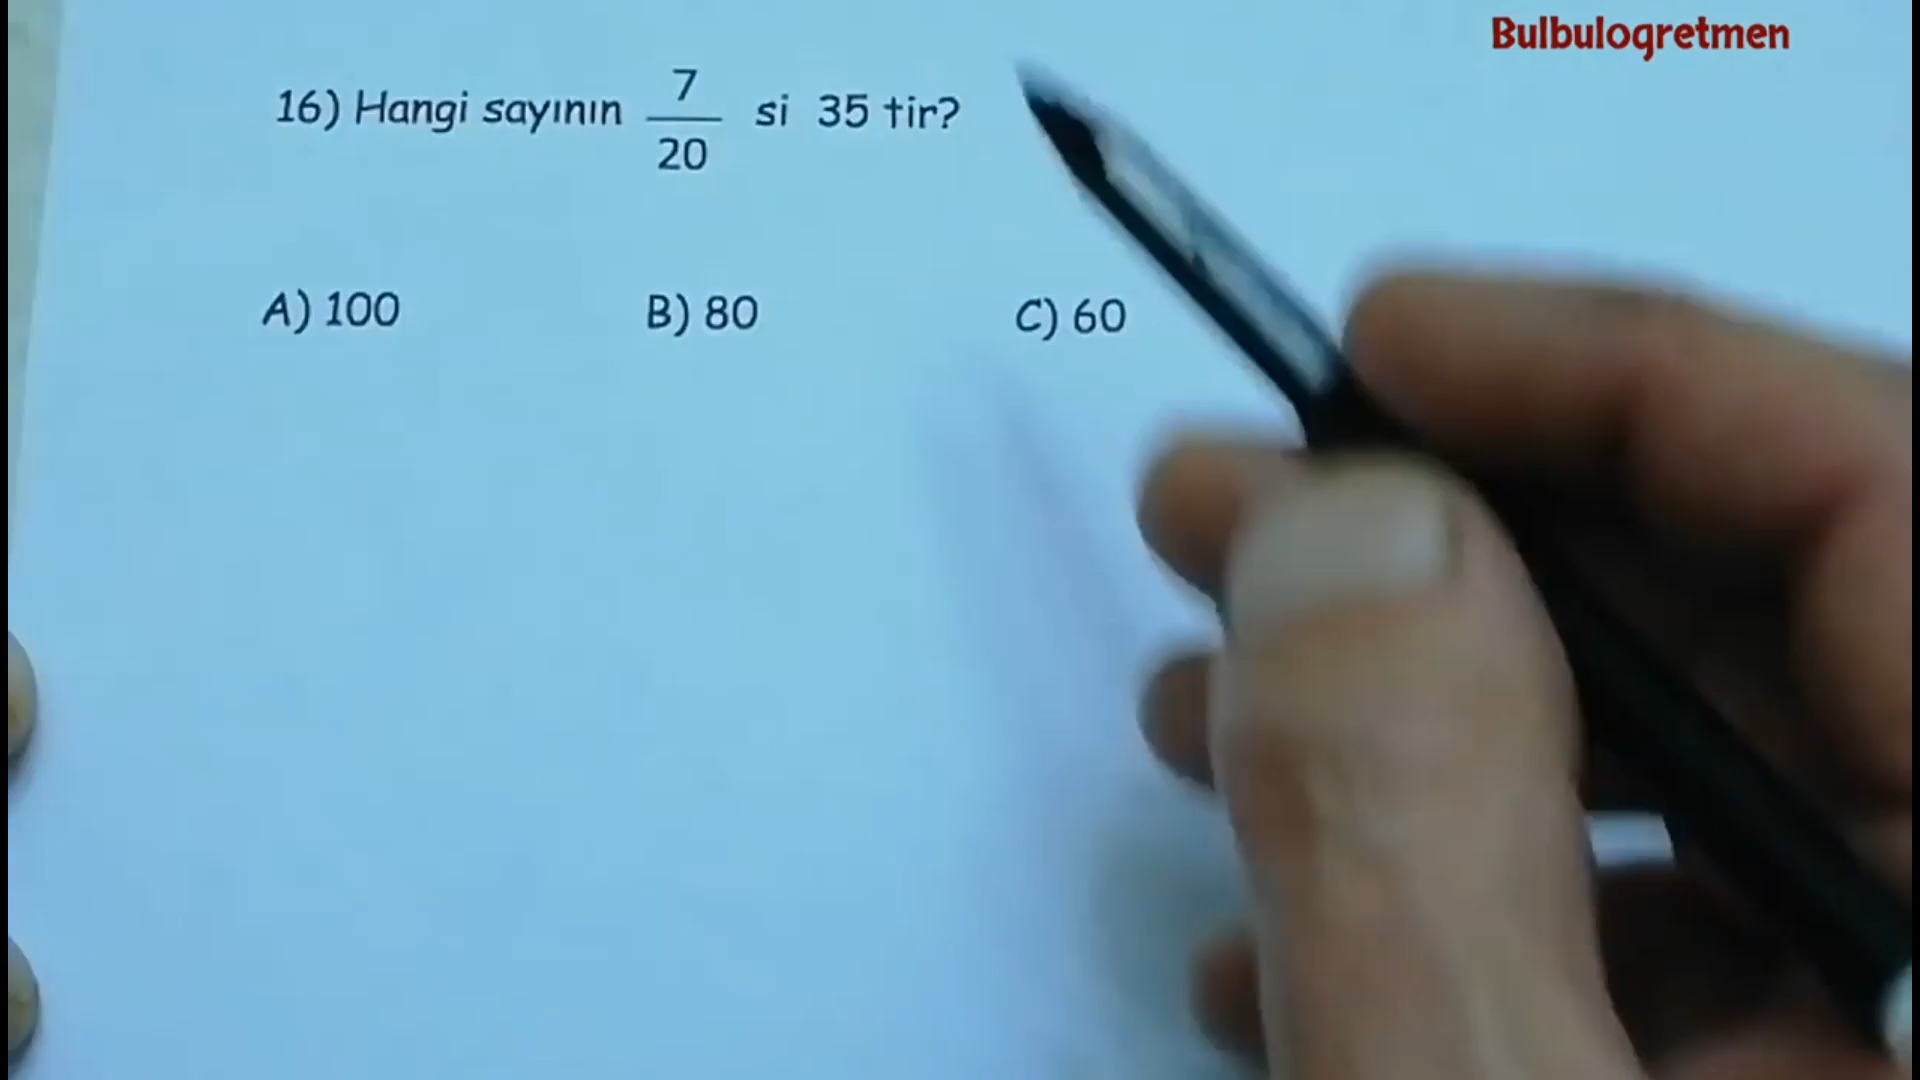 Bulbulogretmen
16) Hangi sayının 7/20 si 35 tir?
A) 100 B) 80 C) 60